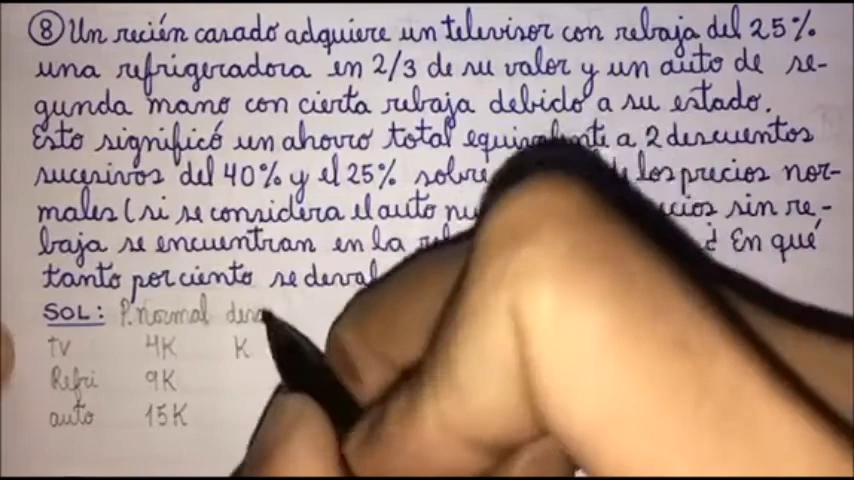 ⑧ Un recién casado adquiere un televisor con rebaja del 25%
una refrigeradora en 2/3 de su valor y un auto de se-
gunda mano con cierta rebaja debido a su estado.
Esto significó un ahorro total equivalente a 2 descuentos
sucesivos del 40% y el 25% sobre los precios nor-
males (si se considera el auto sin re-
baja se encuentran en la ¿En qué
tanto por ciento se
SOL: P. normal
TV 4K K
Refri 9K
auto 15K